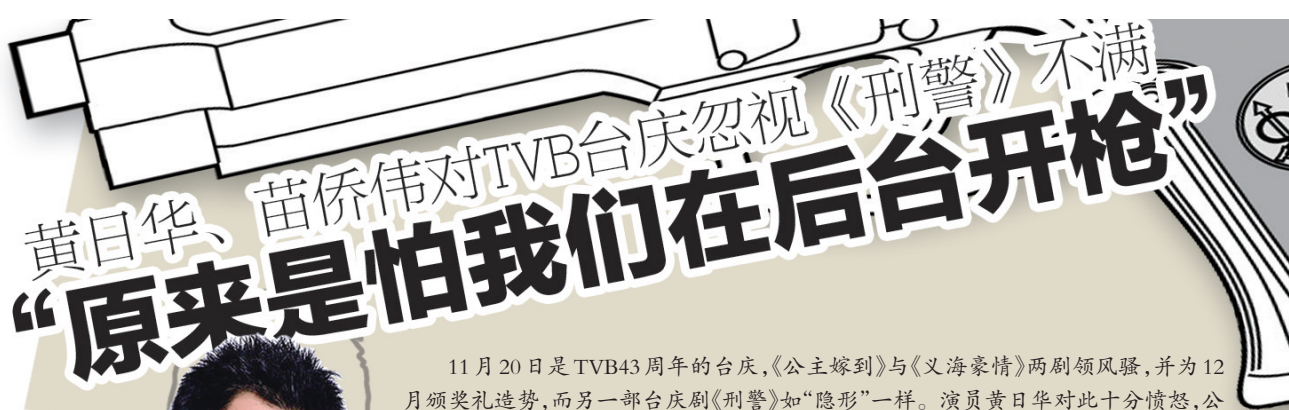 黄日华、苗侨伟对TVB台庆忽视《刑警》不满
“原来是怕我们在后台开枪”
11月20日是TVB43周年的台庆,《公主嫁到》与《义海豪情》两剧领风骚,并为12
月颁奖礼造势,而另一部台庆剧《刑警》如“隐形”一样。演员黄日华对此十分愤怒,公